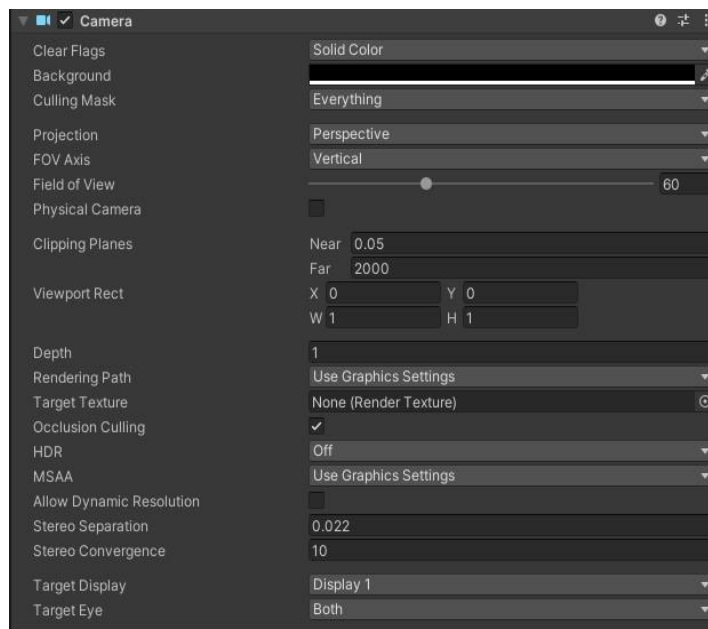 Camera
Clear Flags Solid Color
Background
Culling Mask Everything
Projection Perspective
FOV Axis Vertical
Field of View 60
Physical Camera
Clipping Planes Near 0.05
Far 2000
Viewport Rect X 0 Y 0
W 1 H 1
Depth 1
Rendering Path Use Graphics Settings
Target Texture None (Render Texture)
Occlusion Culling
HDR Off
MSAA Use Graphics Settings
Allow Dynamic Resolution
Stereo Separation 0.022
Stereo Convergence 10
Target Display Display 1
Target Eye Both